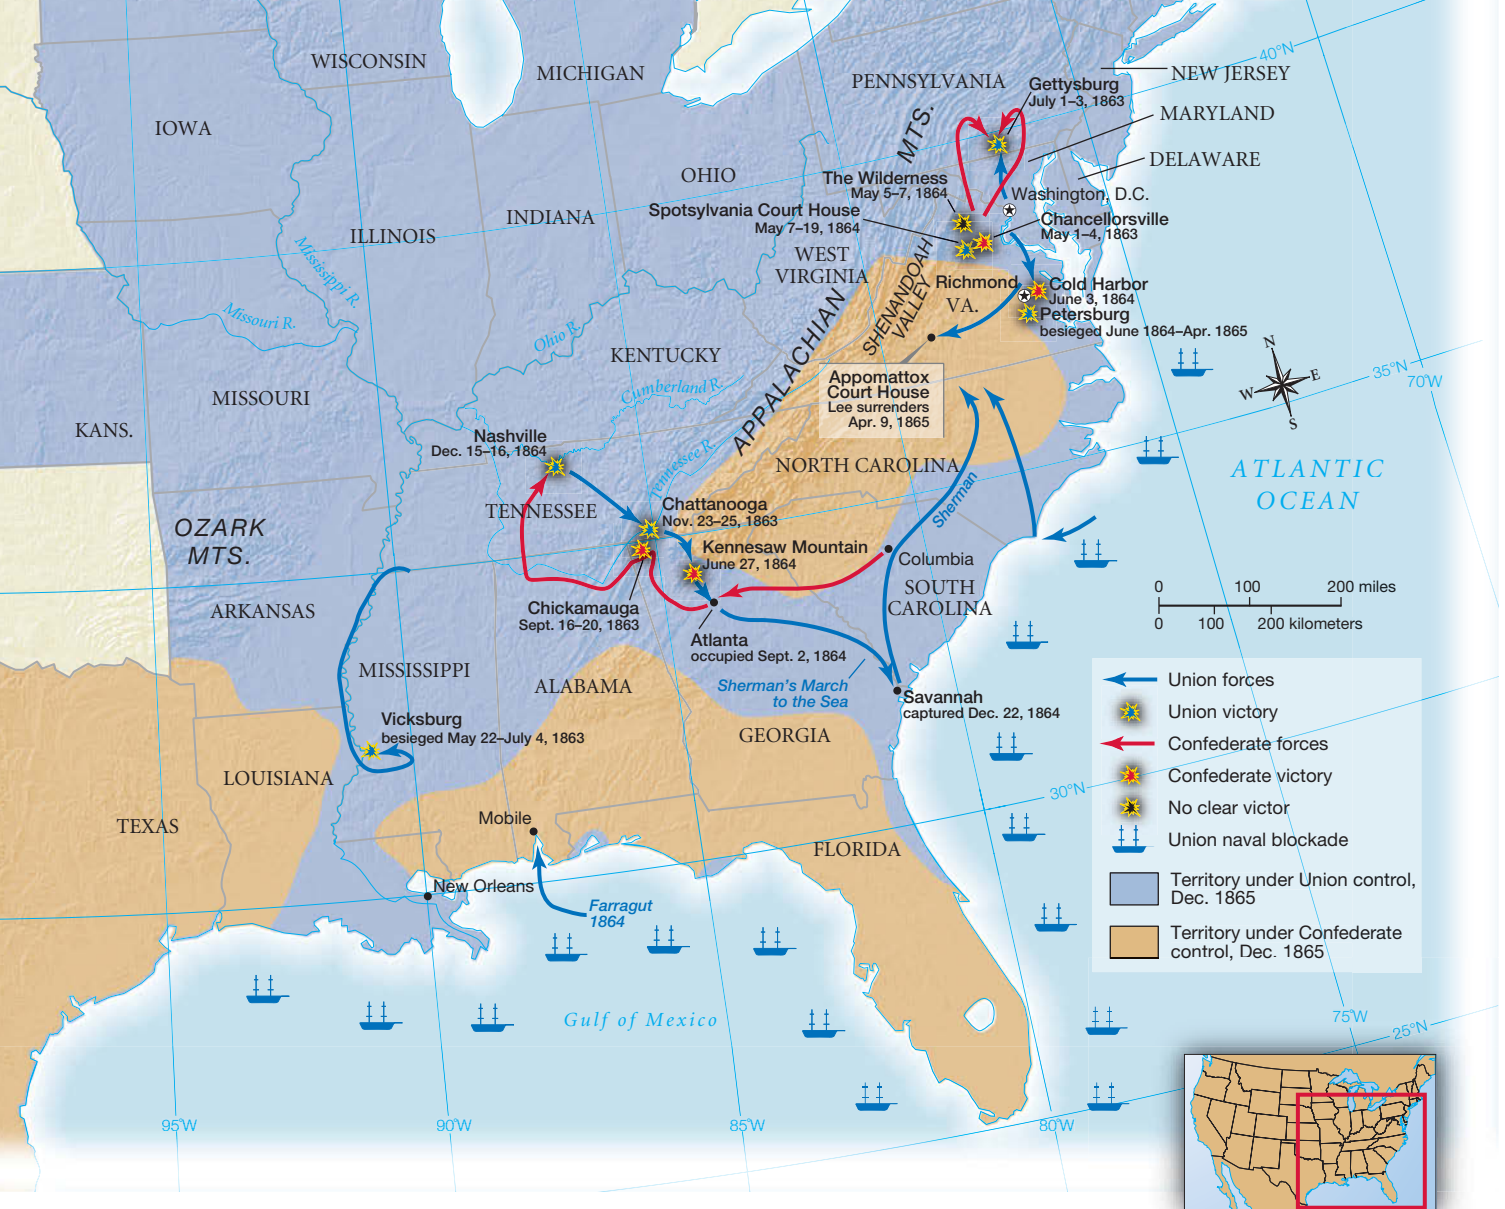 WISCONSIN
MICHIGAN
PENNSYLVANIA
40°N
NEW JERSEY
Gettysburg
July 1–3, 1863
MARYLAND
IOWA
MTS.
DELAWARE
OHIO
The Wilderness
May 5–7, 1864
Washington, D.C.
Spotsylvania Court House
May 7–19, 1864
Chancellorsville
May 1–4, 1863
INDIANA
ILLINOIS
Mississippi R.
WEST
VIRGINIA
SHENANDOAH
VALLEY
Richmond
VA.
Cold Harbor
June 3, 1864
Petersburg
besieged June 1864–Apr. 1865
Missouri R.
Ohio R.
KENTUCKY
Cumberland R.
APPALACHIAN
N
E
W
S
35°N
70°W
Appomattox
Court House
Lee surrenders
Apr. 9, 1865
MISSOURI
KANS.
Nashville
Dec. 15–16, 1864
Tennessee R.
NORTH CAROLINA
ATLANTIC
OCEAN
Sherman
TENNESSEE
Chattanooga
Nov. 23–25, 1863
OZARK
MTS.
Kennesaw Mountain
June 27, 1864
Columbia
SOUTH
CAROLINA
0 100 200 miles
0 100 200 kilometers
ARKANSAS
Chickamauga
Sept. 16–20, 1863
Atlanta
occupied Sept. 2, 1864
MISSISSIPPI
ALABAMA
Sherman's March
to the Sea
Savannah
captured Dec. 22, 1864
Vicksburg
besieged May 22–July 4, 1863
GEORGIA
LOUISIANA
TEXAS
Mobile
FLORIDA
30°N
New Orleans
Farragut
1864
Gulf of Mexico
Union forces
Union victory
Confederate forces
Confederate victory
No clear victor
Union naval blockade
Territory under Union control,
Dec. 1865
Territory under Confederate
control, Dec. 1865
75°W
25°N
95°W
90°W
85°W
80°W